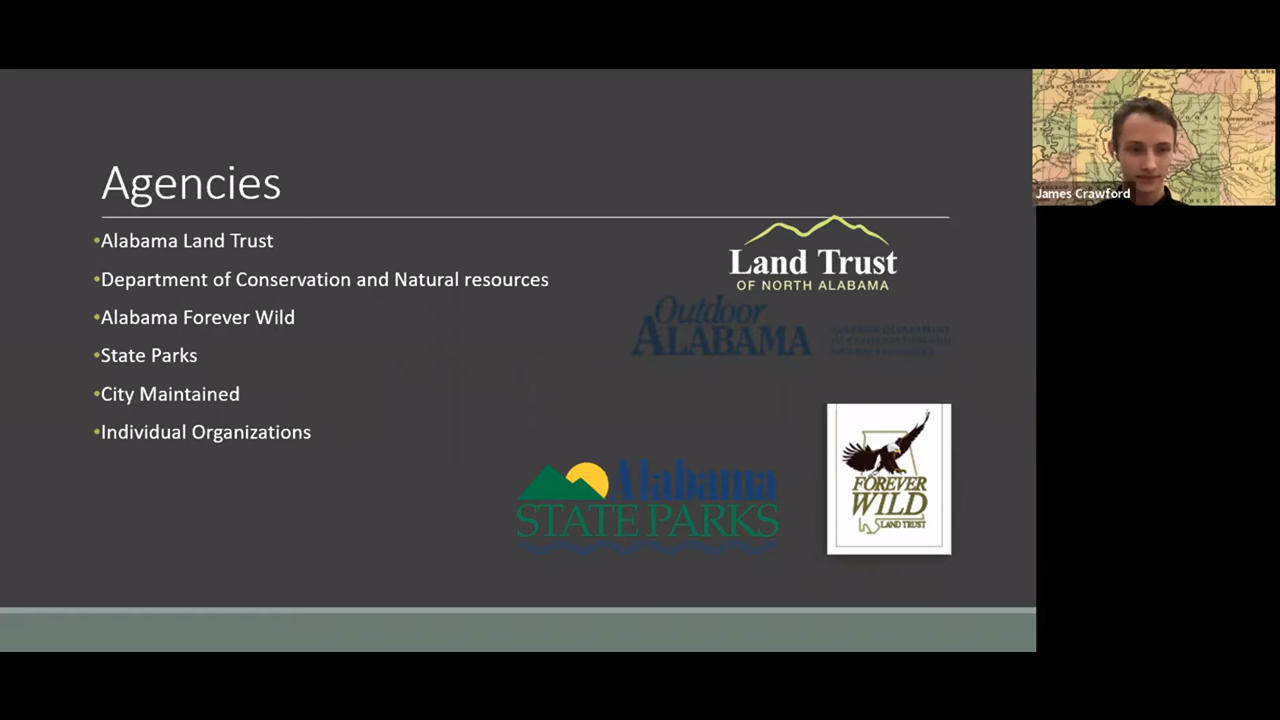 Agencies
•Alabama Land Trust
•Department of Conservation and Natural resources
•Alabama Forever Wild
•State Parks
•City Maintained
•Individual Organizations
Land Trust
OF NORTH ALABAMA
Outdoor
ALABAMA
Alabama
STATE PARKS
FOREVER
WILD
LAND TRUST
James Crawford